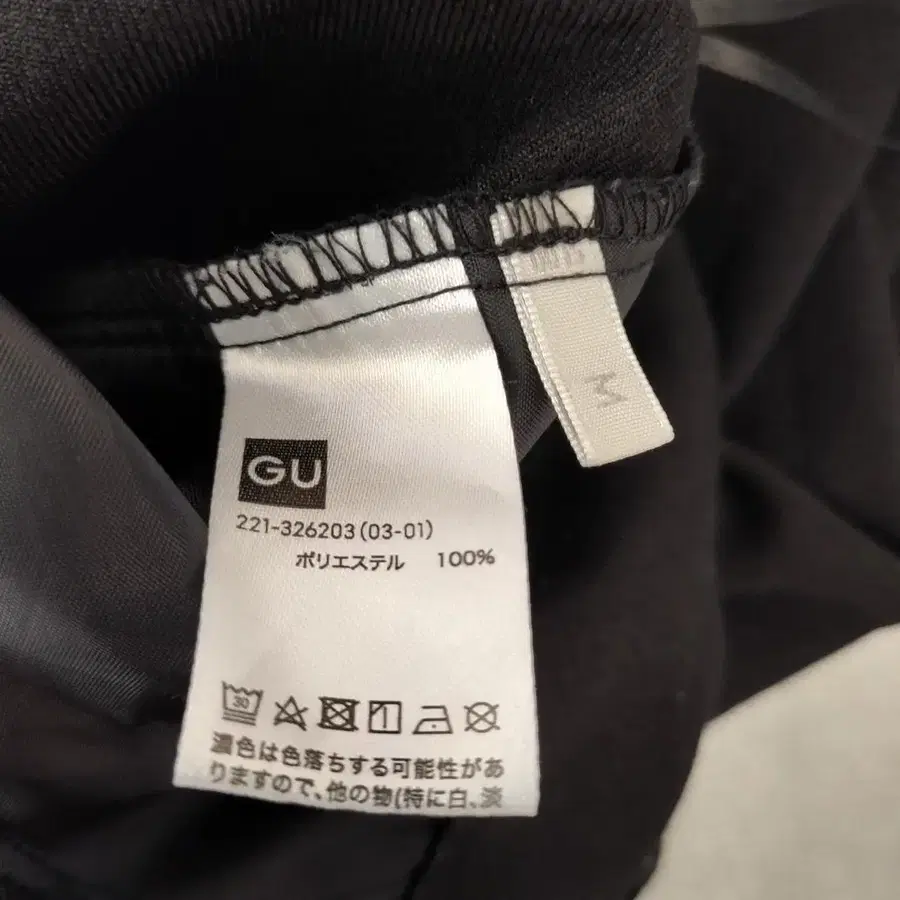 M
GU
221-326203(03-01)
ポリエステル 100%
30
濃色は色落ちする可能性があ
りますので、他の物(特に白、淡